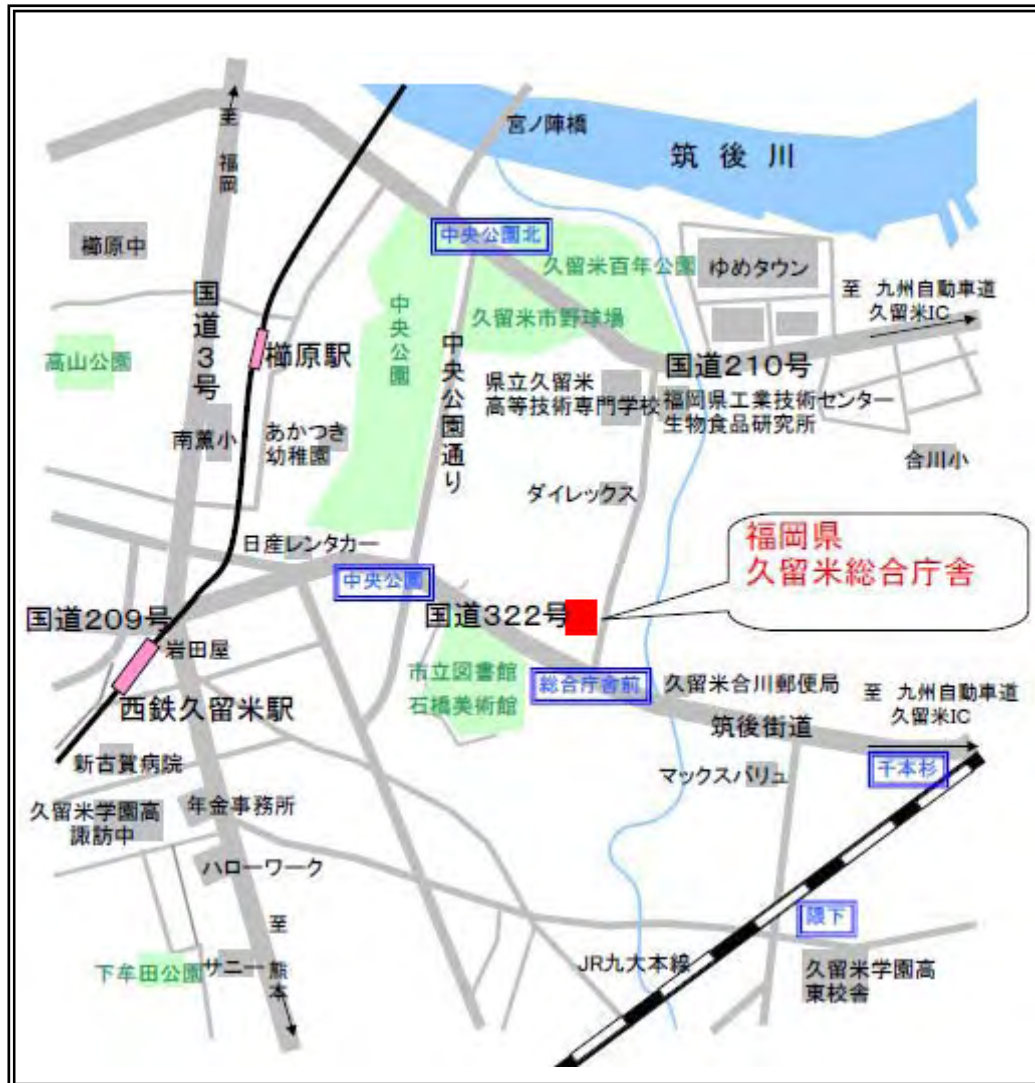 宮ノ陣橋
筑後川
至
福岡
中央公園北
櫛原中
久留米百年公園
ゆめタウン
至 九州自動車道
久留米IC
国道3号
中央公園
中央公園通り
久留米市野球場
櫛原駅
高山公園
国道210号
県立久留米
高等技術専門学校
福岡県工業技術センター
生物食品研究所
南薫小
あかつき
幼稚園
合川小
ダイレックス
福岡県
久留米総合庁舎
日産レンタカー
中央公園
国道209号
国道322号
岩田屋
市立図書館
石橋美術館
総合庁舎前
久留米合川郵便局
至 九州自動車道
久留米IC
西鉄久留米駅
筑後街道
新古賀病院
マックスバリュ
千本杉
久留米学園高
諏訪中
年金事務所
ハローワーク
至
熊本
隈下
下牟田公園
サニー
JR九大本線
久留米学園高
東校舎